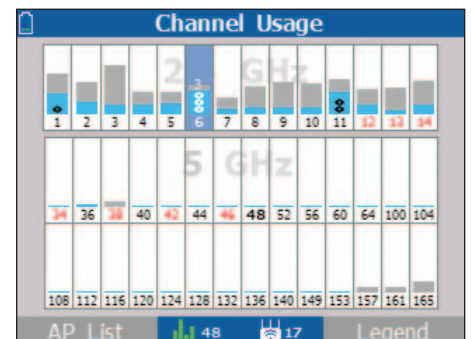 Channel Usage
2 GHz
3
1 2 3 4 5 6 7 8 9 10 11 12 13 14
5 GHz
34 36 38 40 42 44 46 48 52 56 60 64 100 104
108 112 116 120 124 128 132 136 140 149 153 157 161 165
AP List 48 17 Legend